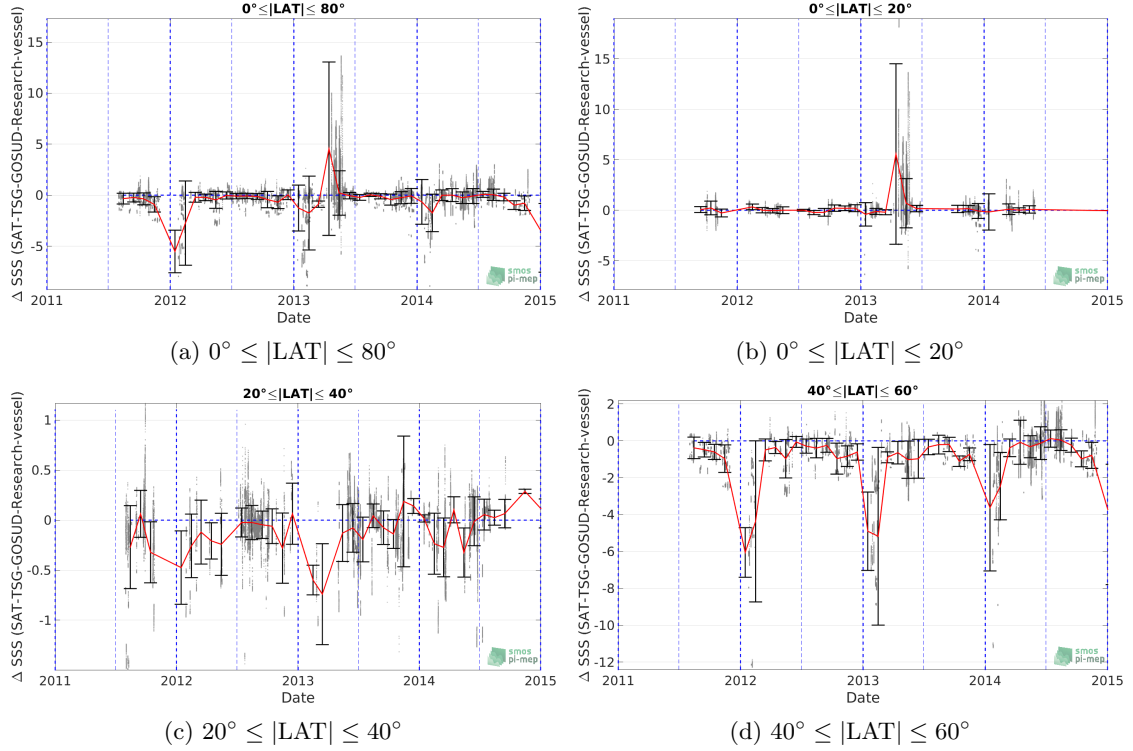 0°≤|LAT|≤ 80°
Δ SSS (SAT-TSG-GOSUD-Research-vessel)
15
10
5
0
-5
2011 2012 2013 2014 2015
Date
smos
pi-mep
(a) 0° ≤ |LAT| ≤ 80°
0°≤|LAT|≤ 20°
Δ SSS (SAT-TSG-GOSUD-Research-vessel)
15
10
5
0
-5
2011 2012 2013 2014 2015
Date
smos
pi-mep
(b) 0° ≤ |LAT| ≤ 20°
20°≤|LAT|≤ 40°
Δ SSS (SAT-TSG-GOSUD-Research-vessel)
1
0.5
0
-0.5
-1
2011 2012 2013 2014 2015
Date
smos
pi-mep
(c) 20° ≤ |LAT| ≤ 40°
40°≤|LAT|≤ 60°
Δ SSS (SAT-TSG-GOSUD-Research-vessel)
2
0
-2
-4
-6
-8
-10
-12
2011 2012 2013 2014 2015
Date
smos
pi-mep
(d) 40° ≤ |LAT| ≤ 60°